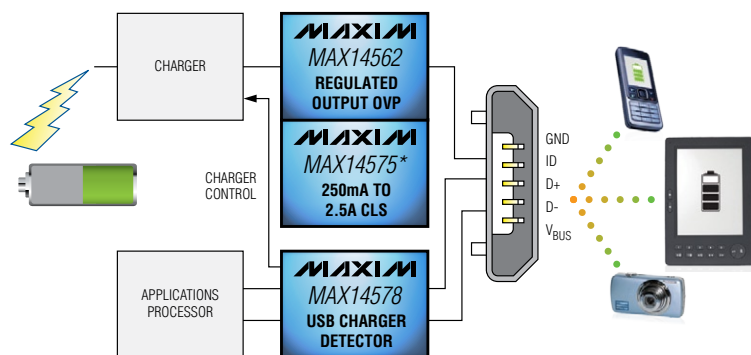 CHARGER
MAXIM
MAX14562
REGULATED
OUTPUT OVP
MAXIM
MAX14575*
250mA TO
2.5A CLS
CHARGER
CONTROL
GND
ID
D+
D-
VBUS
APPLICATIONS
PROCESSOR
MAXIM
MAX14578
USB CHARGER
DETECTOR